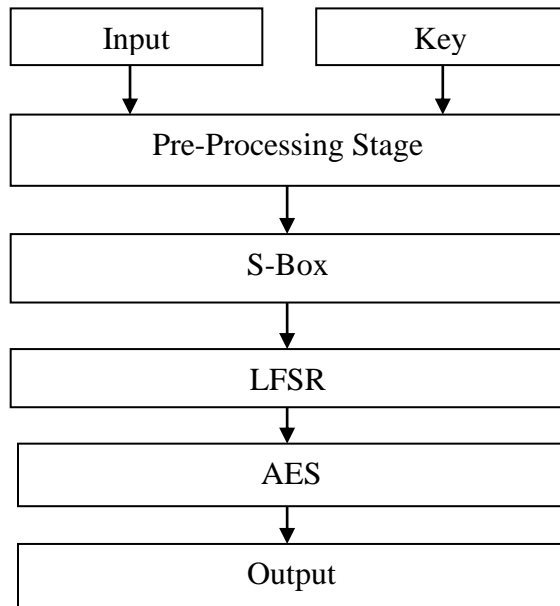 Input
Key
Pre-Processing Stage
S-Box
LFSR
AES
Output